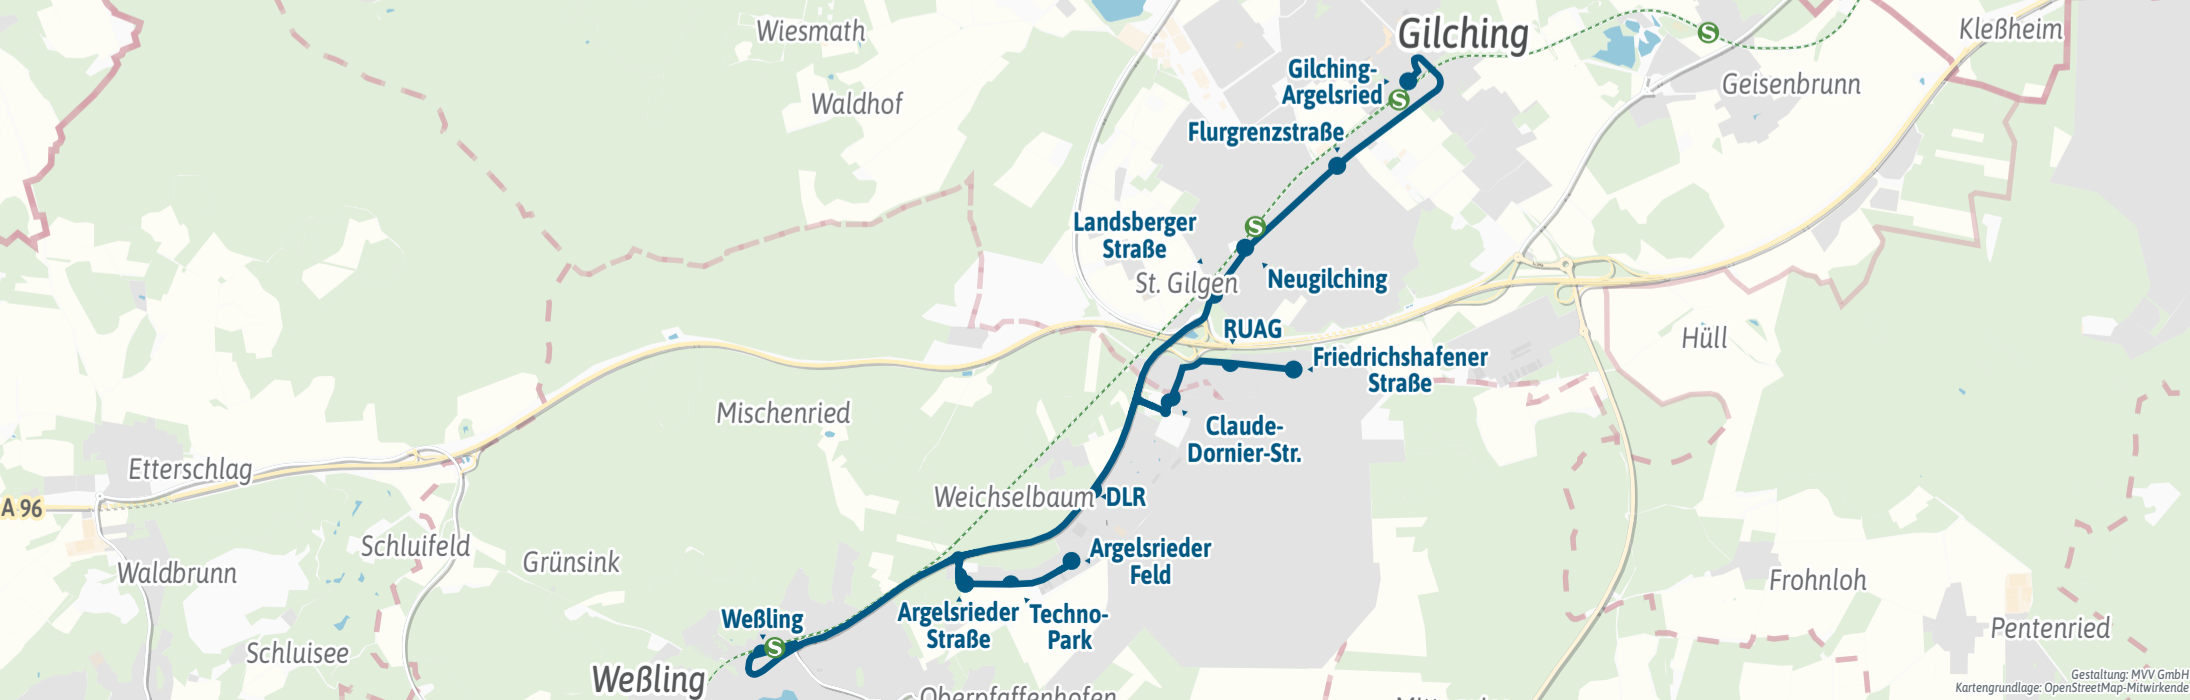 Wiesmath
Gilching
Kleßheim
S
Gilching-
Argelsried
S
Geisenbrunn
Waldhof
Flurgrenzstraße
Landsberger
Straße
S
St. Gilgen
Neugilching
RUAG
Hüll
Friedrichshafener
Straße
Mischenried
Claude-
Dornier-Str.
Etterschlag
A 96
Weichselbaum
DLR
Schluifeld
Grünsink
Argelsrieder
Feld
Waldbrunn
Frohnloh
Weßling
Argelsrieder
Straße
Techno-
Park
Pentenried
S
Schluisee
Weßling
Oberpfaffenhofen
Gestaltung: MVV GmbH
Kartengrundlage: OpenStreetMap-Mitwirkende